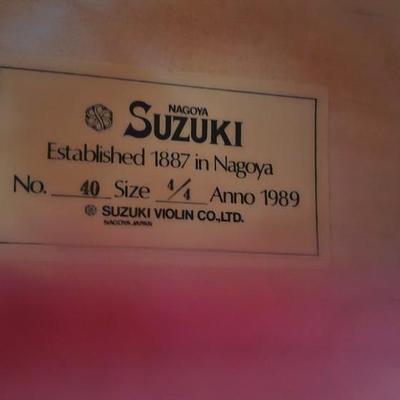 NAGOYA
SUZUKI
Established 1887 in Nagoya
No. 40 Size 4/4 Anno 1989
SUZUKI VIOLIN CO.,LTD.
NAGOYA JAPAN